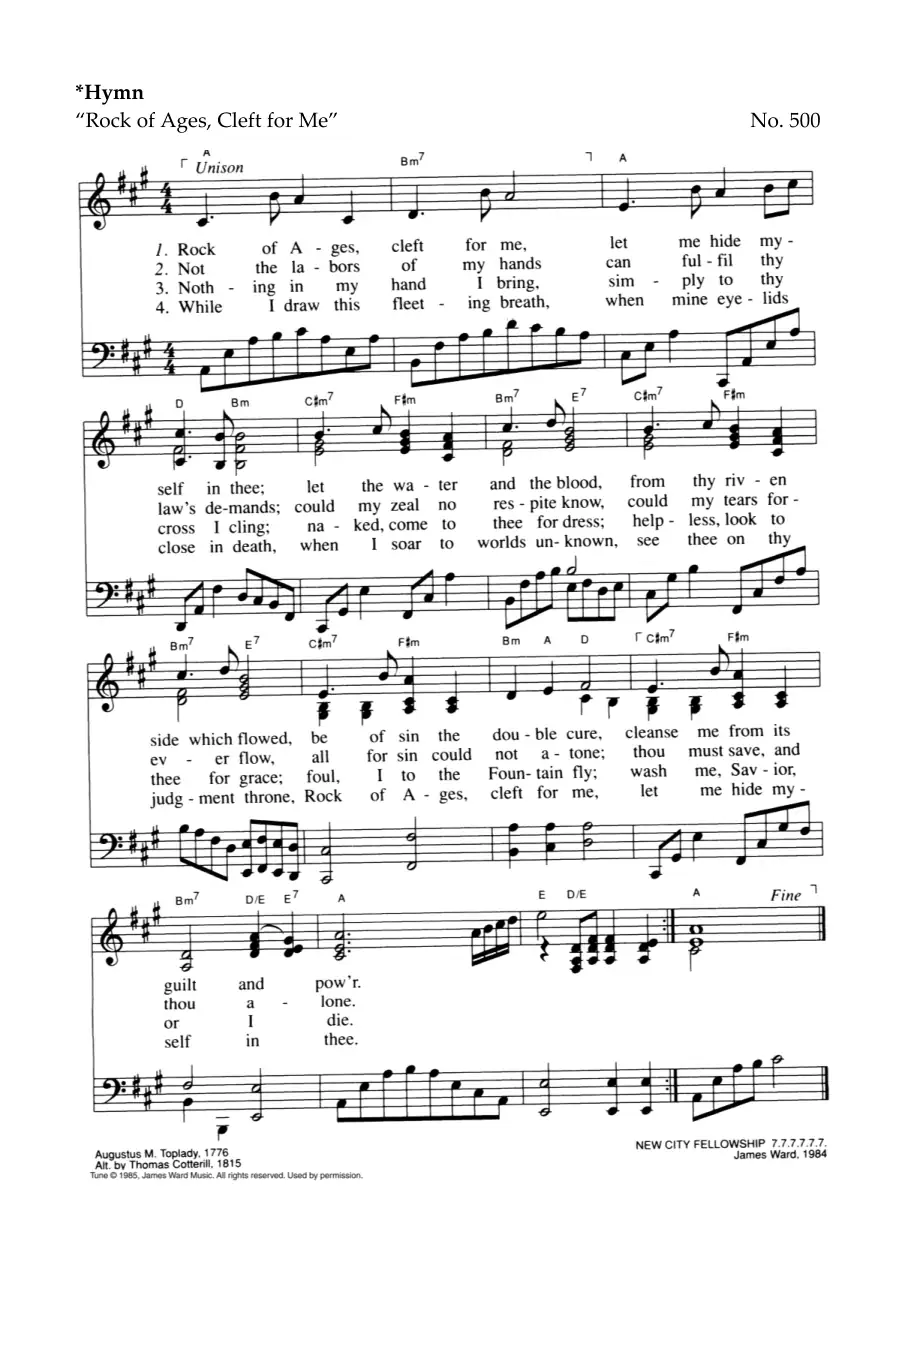 *Hymn
“Rock of Ages, Cleft for Me” No. 500
A Bm7 A
Unison
1. Rock of A - ges, cleft for me, let me hide my -
2. Not the la - bors of my hands can ful - fil thy
3. Noth - ing in my hand I bring, sim - ply to thy
4. While I draw this fleet - ing breath, when mine eye - lids
D Bm C#m7 F#m Bm7 E7 C#m7 F#m
self in thee; let the wa - ter and the blood, from thy riv - en
law's de-mands; could my zeal no res - pite know, could my tears for -
cross I cling; na - ked, come to thee for dress; help - less, look to
close in death, when I soar to worlds un- known, see thee on thy
Bm7 E7 C#m7 F#m Bm A D C#m7 F#m
side which flowed, be of sin the dou - ble cure, cleanse me from its
ev - er flow, all for sin could not a - tone; thou must save, and
thee for grace; foul, I to the Foun- tain fly; wash me, Sav - ior,
judg - ment throne, Rock of A - ges, cleft for me, let me hide my -
Bm7 D/E E7 A E D/E A Fine
guilt and pow'r.
thou a - lone.
or I die.
self in thee.
Augustus M. Toplady, 1776 NEW CITY FELLOWSHIP 7.7.7.7.7.7.
Alt. by Thomas Cotterill, 1815 James Ward, 1984
Tune © 1985, James Ward Music. All rights reserved. Used by permission.